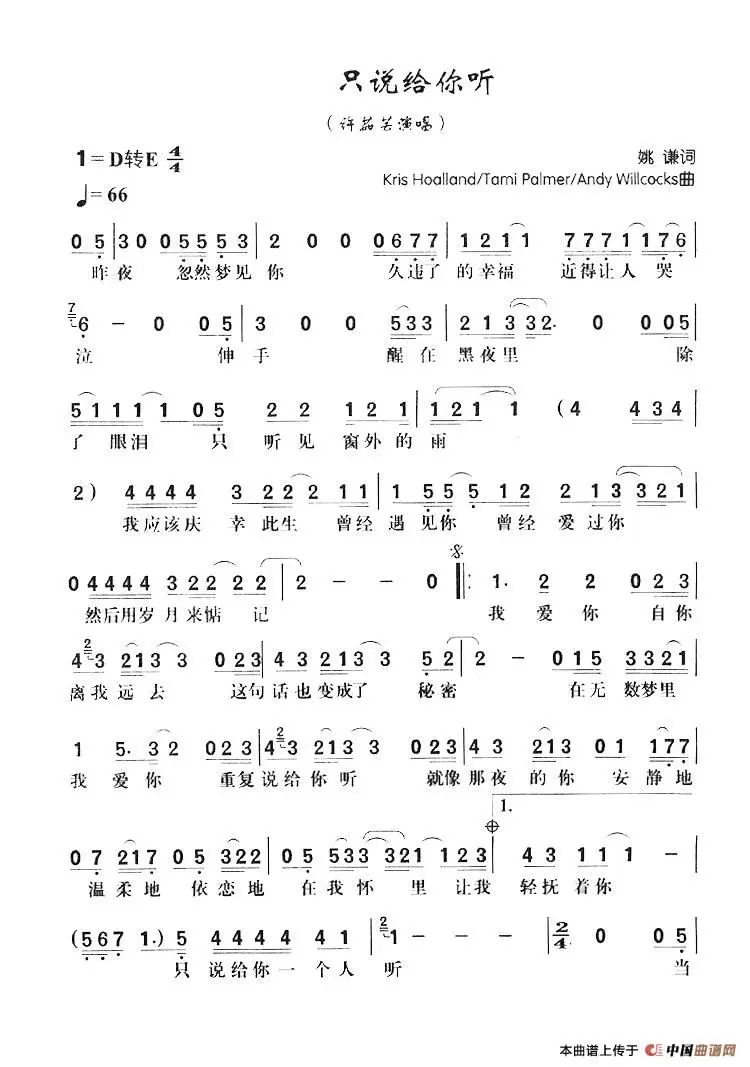 只说给你听
（许茹芸演唱）
1=D转E 4/4
姚 谦词
♩=66
Kris Hoalland/Tami Palmer/Andy Willcocks曲
0 5 | 3 0 0 5 5 5 5 3 | 2 0 0 0 6 7 7 | 1 2 1 1 7 7 7 1 1 7 6 |
昨夜 忽然梦见你 久违了的幸福 近得让人哭
7 6 - 0 0 5 | 3 0 0 5 3 3 | 2 1 3 3 2. 0 0 0 5 |
泣 伸手 醒在黑夜里 除
5 1 1 1 1 0 5 2 2 1 2 1 | 1 2 1 1 (4 4 3 4 |
了眼泪 只听见窗外的雨
2) 4 4 4 4 3 2 2 2 1 1 | 1 5 5 5 1 2 2 1 3 3 2 1 |
我应该庆幸此生 曾经遇见你 曾经爱过你
0 4 4 4 4 3 2 2 2 2 | 2 - - 0 𝄋 1. 2 2 0 2 3 |
然后用岁月来惦记 我爱你 自你
4 2 3 2 1 3 3 0 2 3 | 4 3 2 1 3 3 5 2 | 2 - 0 1 5 3 3 2 1 |
离我远去 这句话也变成了秘密 在无数梦里
1 5. 3 2 0 2 3 | 4 2 3 2 1 3 3 0 2 3 | 4 3 2 1 3 0 1 1 7 7 |
我爱你 重复说给你听 就像那夜的你 安静地
1.
0 7 2 1 7 0 5 3 2 2 | 0 5 5 3 3 3 2 1 1 2 3 | 4 3 1 1 1 - |
温柔地 依恋地 在我怀里让我轻抚着你
(5 6 7 1.) 5 4 4 4 4 4 1 | 2 1 - - | 2/4 0 0 5 |
只说给你一个人听 当
本曲谱上传于 中国曲谱网